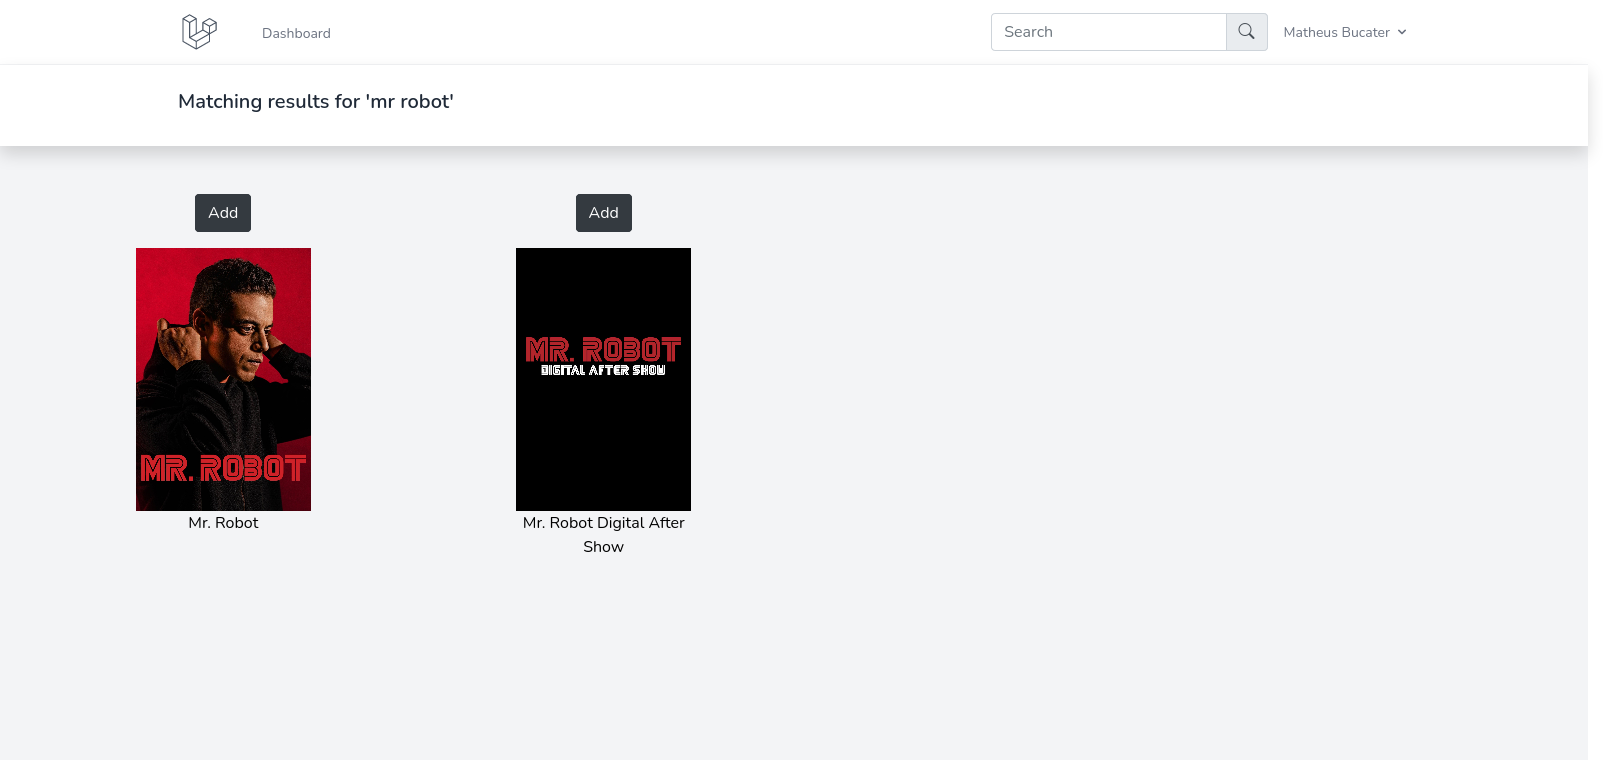 Dashboard
Search
Matheus Bucater
Matching results for 'mr robot'
Add
Add
MR. ROBOT
Mr. Robot
MR. ROBOT
DIGITAL AFTER SHOW
Mr. Robot Digital After
Show